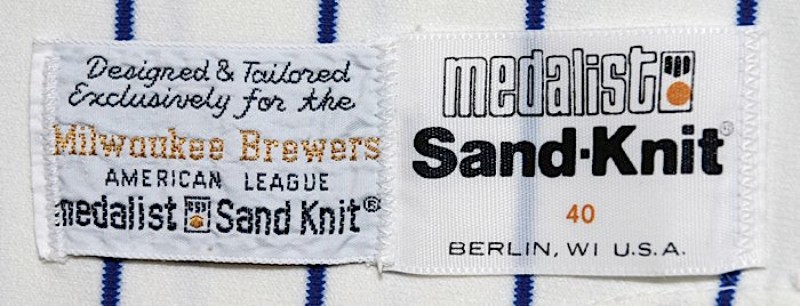 Designed & Tailored
Exclusively for the
Milwaukee Brewers
AMERICAN LEAGUE
medalist Sand Knit®
medalist
Sand·Knit®
40
BERLIN, WI U.S.A.